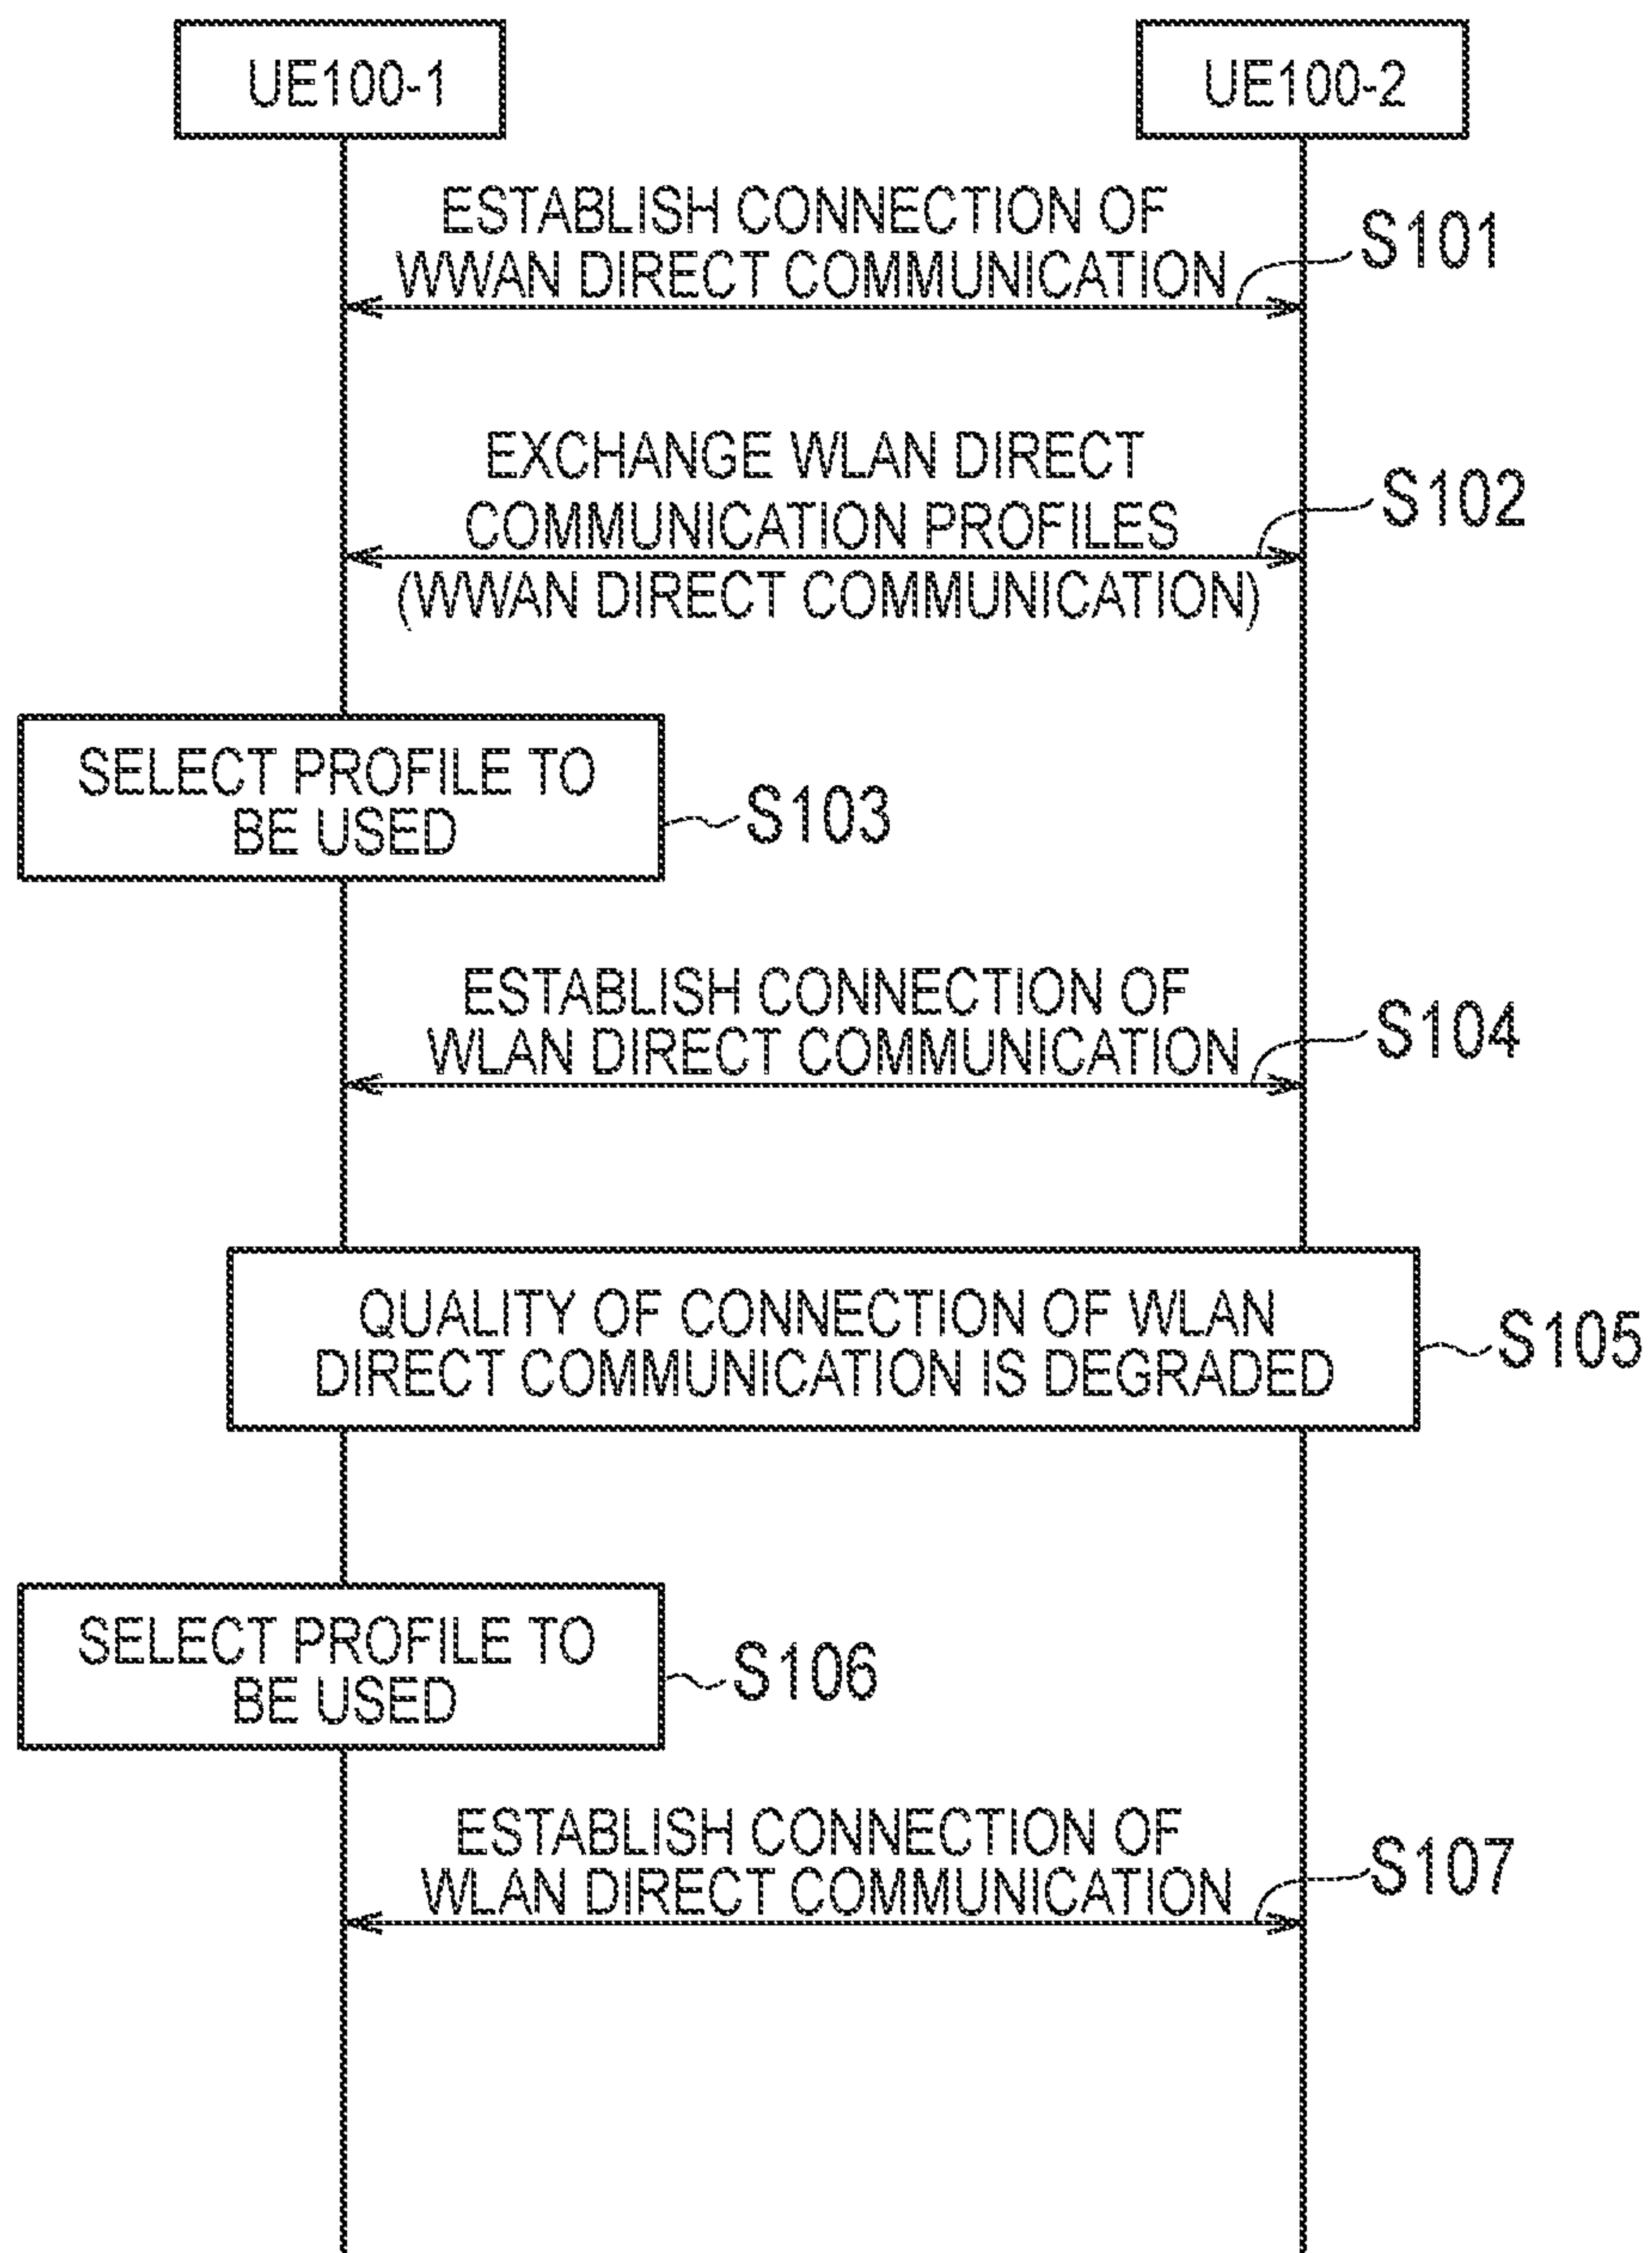 UE100-1
UE100-2
ESTABLISH CONNECTION OF
WWAN DIRECT COMMUNICATION
S101
EXCHANGE WLAN DIRECT
COMMUNICATION PROFILES
(WWAN DIRECT COMMUNICATION)
S102
SELECT PROFILE TO
BE USED
S103
ESTABLISH CONNECTION OF
WLAN DIRECT COMMUNICATION
S104
QUALITY OF CONNECTION OF WLAN
DIRECT COMMUNICATION IS DEGRADED
S105
SELECT PROFILE TO
BE USED
S106
ESTABLISH CONNECTION OF
WLAN DIRECT COMMUNICATION
S107